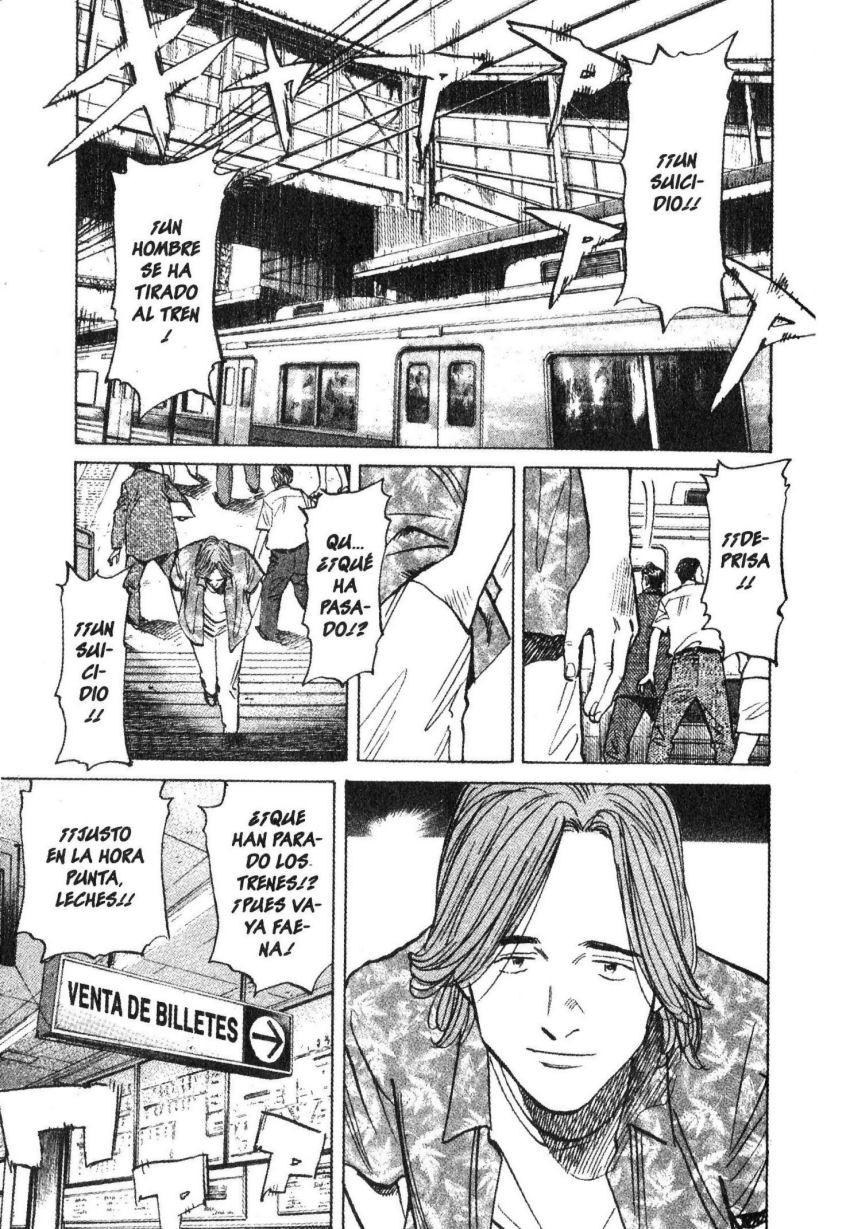 ¡¡UN
SUICI-
DIO!!
¡UN
HOMBRE
SE HA
TIRADO
AL TREN
!
¡¡DE-
PRISA
!!
QU...
¿¡QUÉ
HA
PASA-
DO!?
¡¡UN
SUI-
CI-
DIO
!!
¿¡QUE
HAN PARA-
DO LOS
TRENES!?
¡PUES VA-
YA FAE-
NA!
¡¡JUSTO
EN LA HORA
PUNTA,
LECHES!!
VENTA DE BILLETES